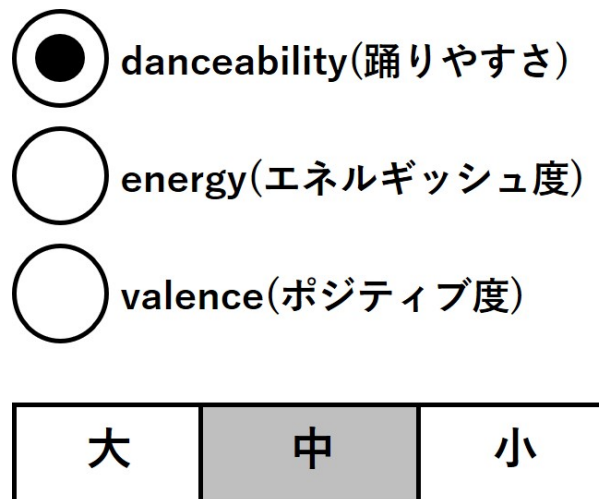 danceability(踊りやすさ)
energy(エネルギッシュ度)
valence(ポジティブ度)
大 中 小